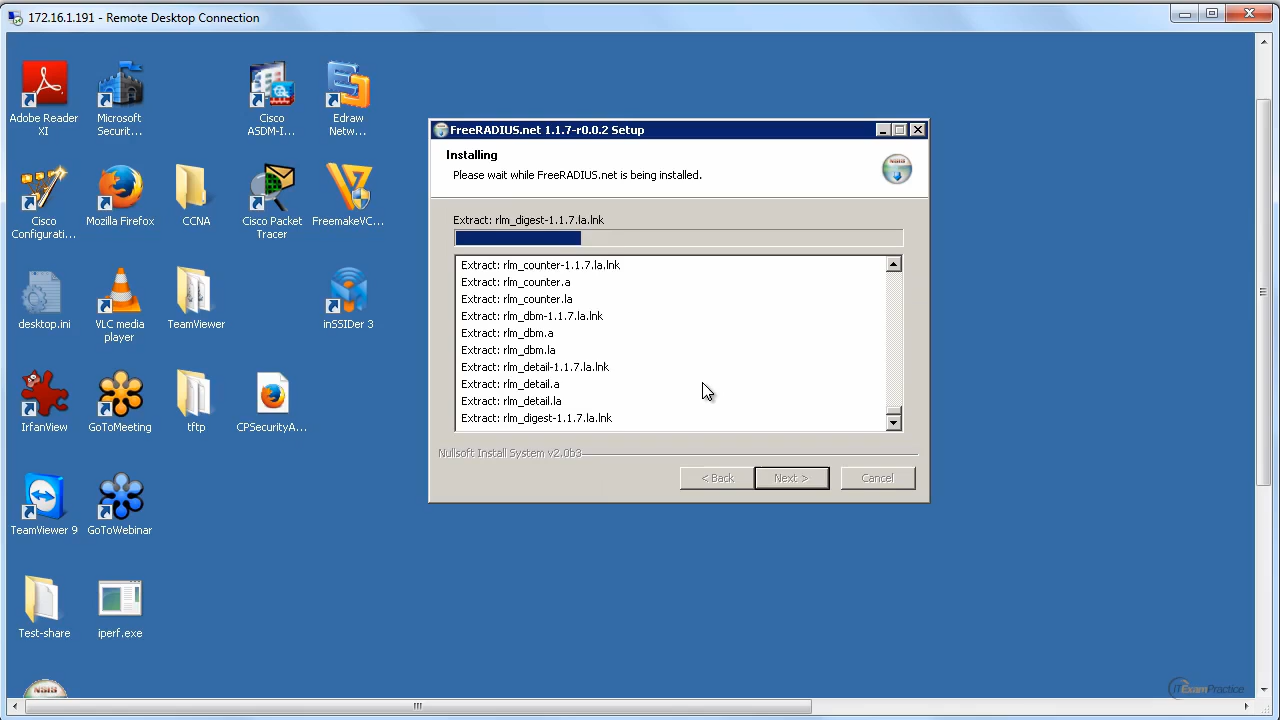 172.16.1.191 - Remote Desktop Connection
Adobe Reader XI
Microsoft Securit...
Cisco ASDM-I...
Edraw Netw...
Cisco Configurati...
Mozilla Firefox
CCNA
Cisco Packet Tracer
FreemakeVC...
desktop.ini
VLC media player
TeamViewer
inSSIDer 3
IrfanView
GoToMeeting
tftp
CPSecurityA...
TeamViewer 9
GoToWebinar
Test-share
iperf.exe
NSIS
FreeRADIUS.net 1.1.7-r0.0.2 Setup
Installing
Please wait while FreeRADIUS.net is being installed.
NSIS
Extract: rlm_digest-1.1.7.la.lnk
Extract: rlm_counter-1.1.7.la.lnk
Extract: rlm_counter.a
Extract: rlm_counter.la
Extract: rlm_dbm-1.1.7.la.lnk
Extract: rlm_dbm.a
Extract: rlm_dbm.la
Extract: rlm_detail-1.1.7.la.lnk
Extract: rlm_detail.a
Extract: rlm_detail.la
Extract: rlm_digest-1.1.7.la.lnk
Nullsoft Install System v2.0b3
< Back
Next >
Cancel
ITExamPractice